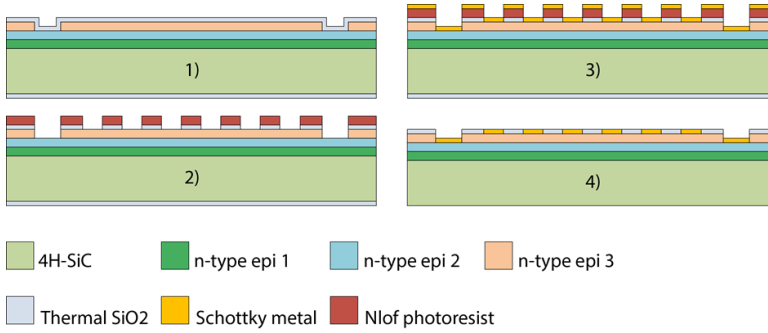 1)
3)
2)
4)
4H-SiC
n-type epi 1
n-type epi 2
n-type epi 3
Thermal SiO2
Schottky metal
Nlof photoresist